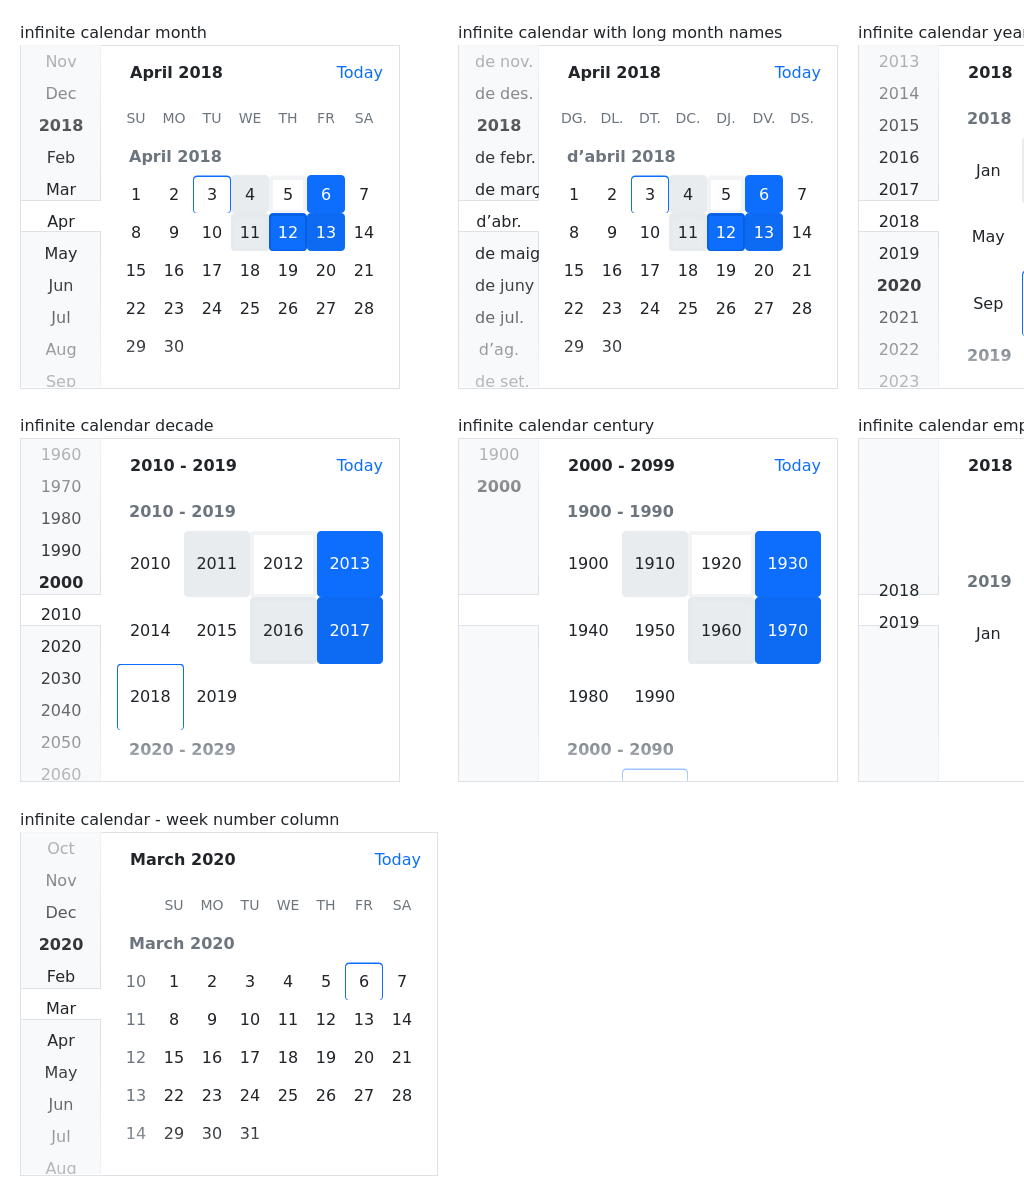 infinite calendar month
Nov
Dec
2018
Feb
Mar
Apr
May
Jun
Jul
Aug
Sep
April 2018 Today
SU MO TU WE TH FR SA
April 2018
1 2 3 4 5 6 7
8 9 10 11 12 13 14
15 16 17 18 19 20 21
22 23 24 25 26 27 28
29 30
infinite calendar with long month names
de nov.
de des.
2018
de febr.
de març
d’abr.
de maig
de juny
de jul.
d’ag.
de set.
April 2018 Today
DG. DL. DT. DC. DJ. DV. DS.
d’abril 2018
1 2 3 4 5 6 7
8 9 10 11 12 13 14
15 16 17 18 19 20 21
22 23 24 25 26 27 28
29 30
infinite calendar year
2013
2014
2015
2016
2017
2018
2019
2020
2021
2022
2023
2018
2018
Jan
May
Sep
2019
infinite calendar decade
1960
1970
1980
1990
2000
2010
2020
2030
2040
2050
2060
2010 - 2019 Today
2010 - 2019
2010 2011 2012 2013
2014 2015 2016 2017
2018 2019
2020 - 2029
infinite calendar century
1900
2000
2000 - 2099 Today
1900 - 1990
1900 1910 1920 1930
1940 1950 1960 1970
1980 1990
2000 - 2090
infinite calendar
2018
2019
2018
2019
Jan
infinite calendar - week number column
Oct
Nov
Dec
2020
Feb
Mar
Apr
May
Jun
Jul
Aug
March 2020 Today
SU MO TU WE TH FR SA
March 2020
10 1 2 3 4 5 6 7
11 8 9 10 11 12 13 14
12 15 16 17 18 19 20 21
13 22 23 24 25 26 27 28
14 29 30 31